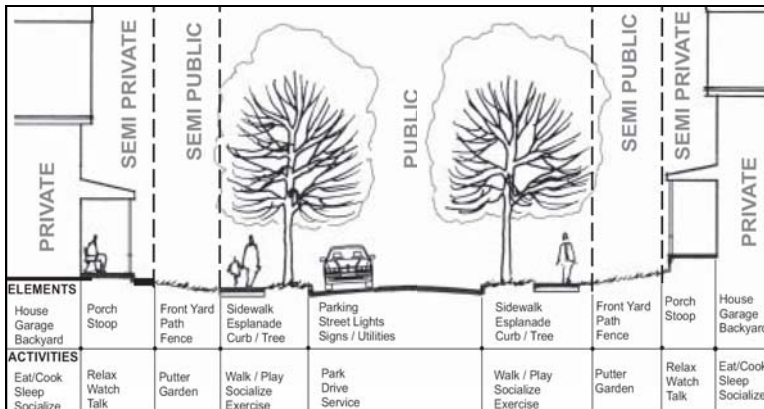 PRIVATE
SEMI PRIVATE
SEMI PUBLIC
PUBLIC
SEMI PUBLIC
SEMI PRIVATE
PRIVATE
ELEMENTS
House
Garage
Backyard
Porch
Stoop
Front Yard
Path
Fence
Sidewalk
Esplanade
Curb / Tree
Parking
Street Lights
Signs / Utilities
Sidewalk
Esplanade
Curb / Tree
Front Yard
Path
Fence
Porch
Stoop
House
Garage
Backyard
ACTIVITIES
Eat/Cook
Sleep
Socialize
Relax
Watch
Talk
Putter
Garden
Walk / Play
Socialize
Exercise
Park
Drive
Service
Walk / Play
Socialize
Exercise
Putter
Garden
Relax
Watch
Talk
Eat/Cook
Sleep
Socialize